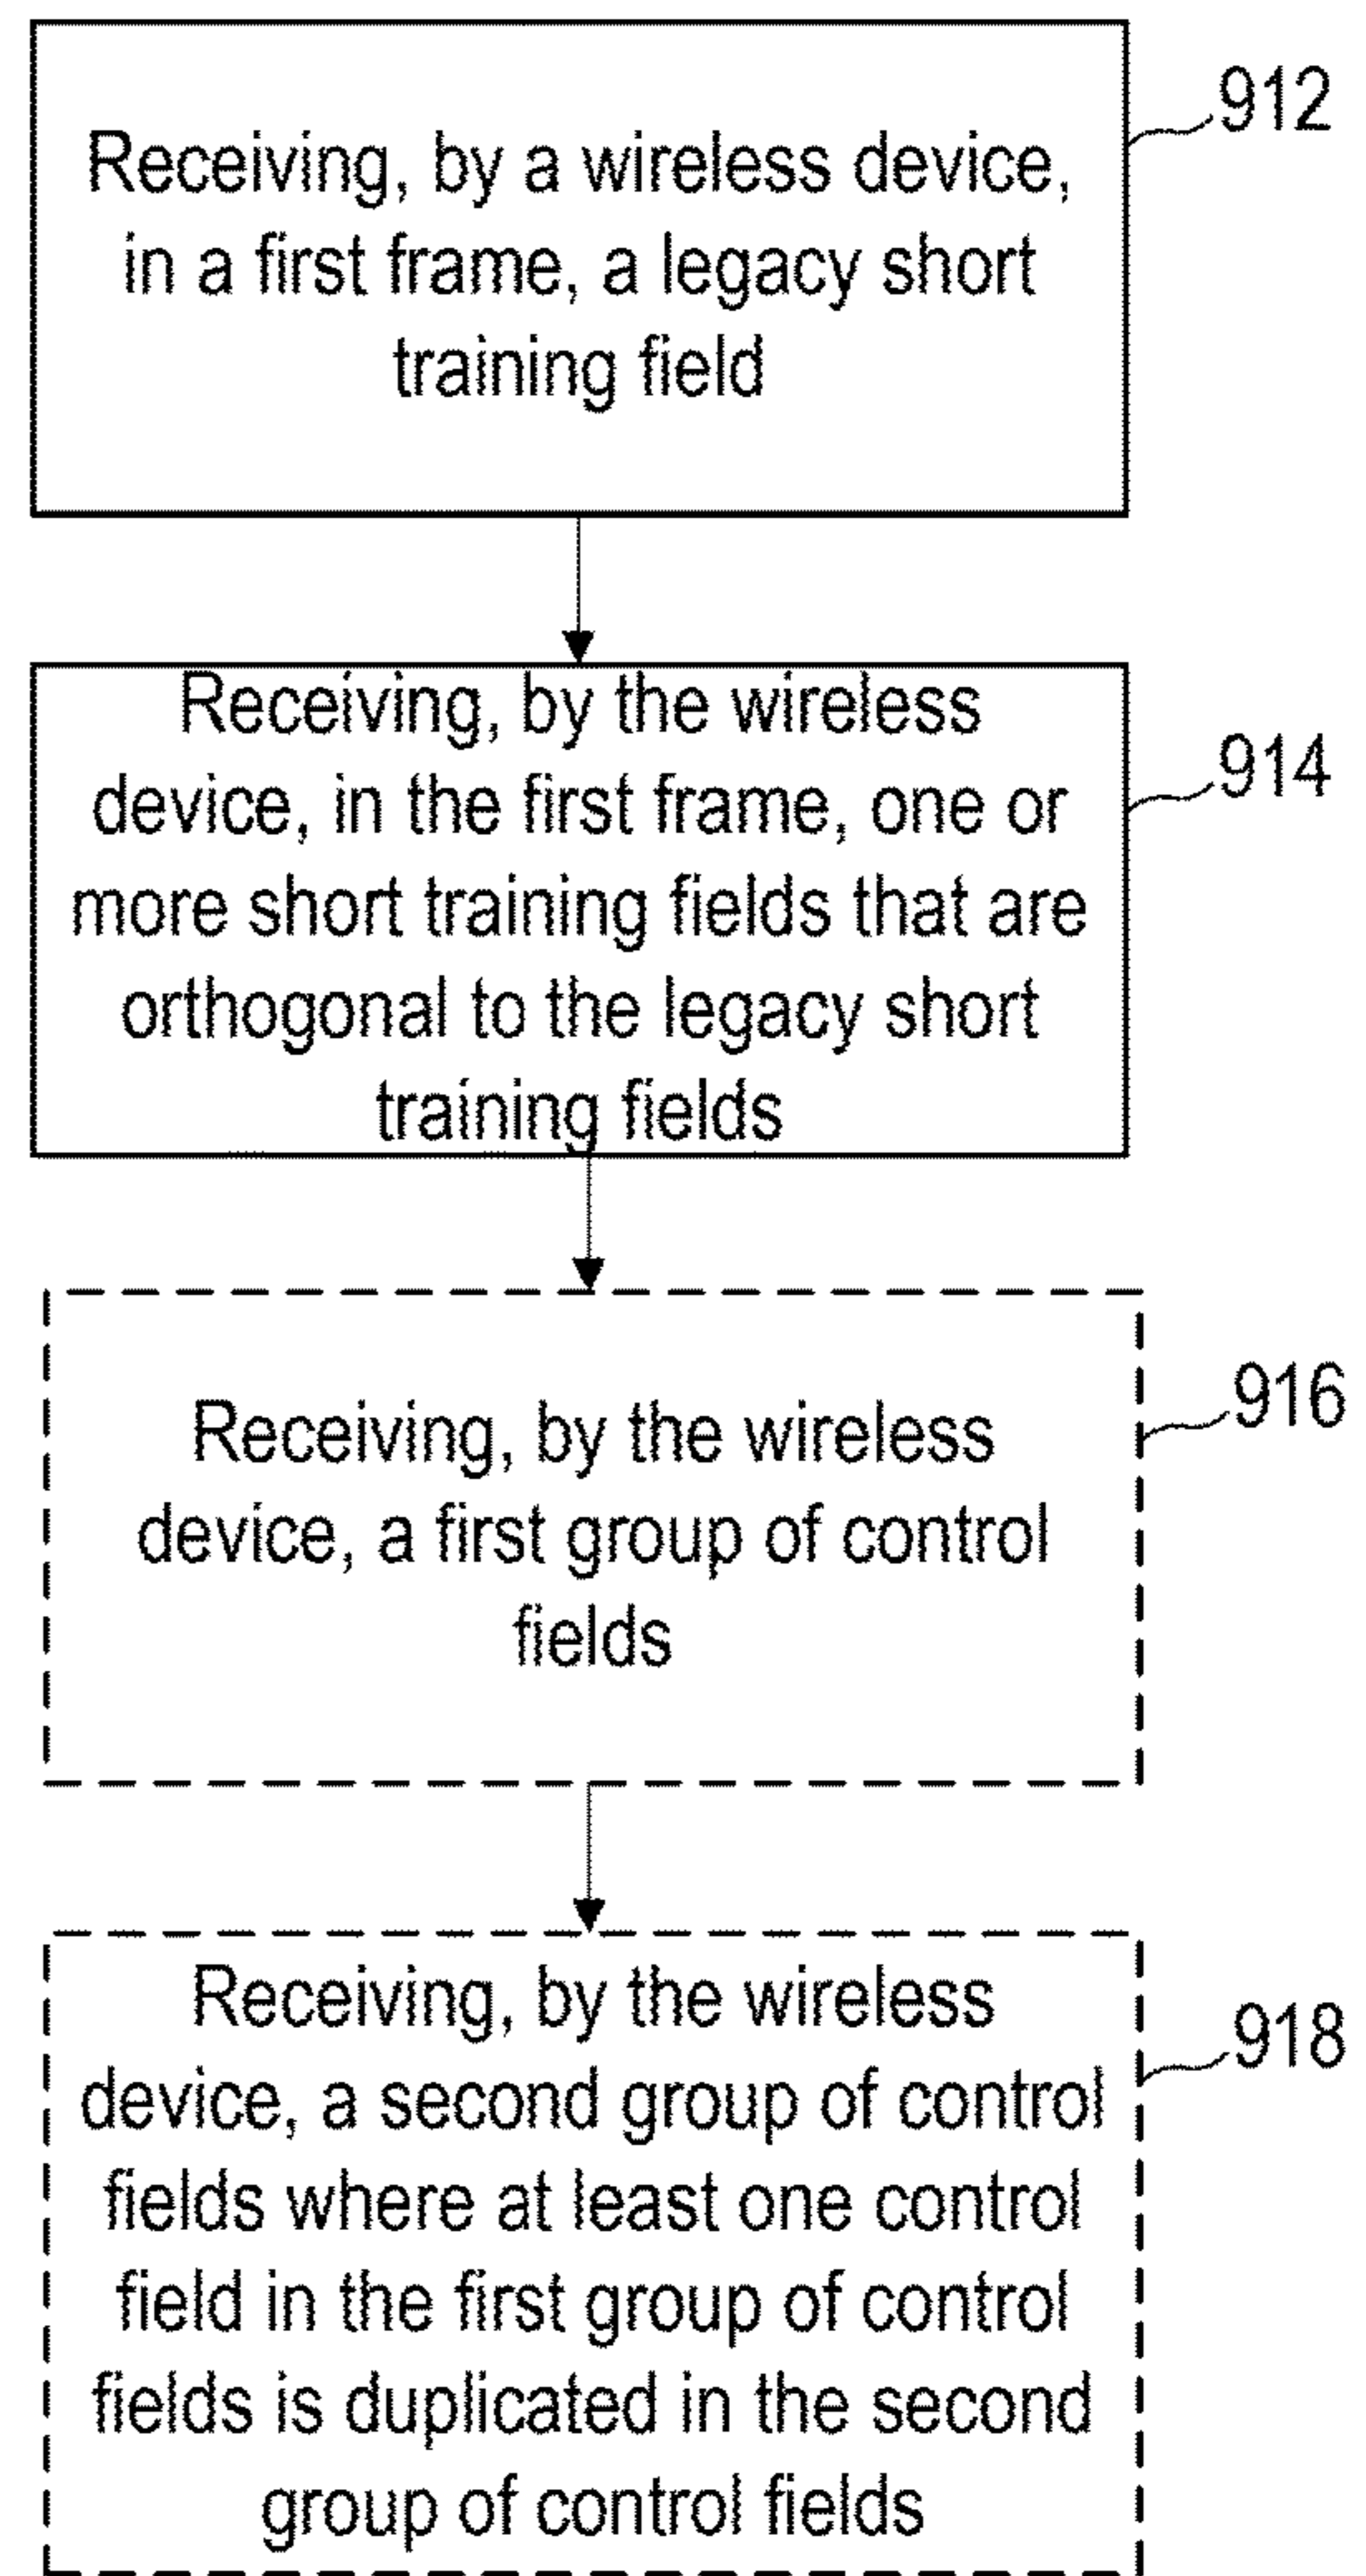 Receiving, by a wireless device,
in a first frame, a legacy short
training field
912
Receiving, by the wireless
device, in the first frame, one or
more short training fields that are
orthogonal to the legacy short
training fields
914
Receiving, by the wireless
device, a first group of control
fields
916
Receiving, by the wireless
device, a second group of control
fields where at least one control
field in the first group of control
fields is duplicated in the second
group of control fields
918